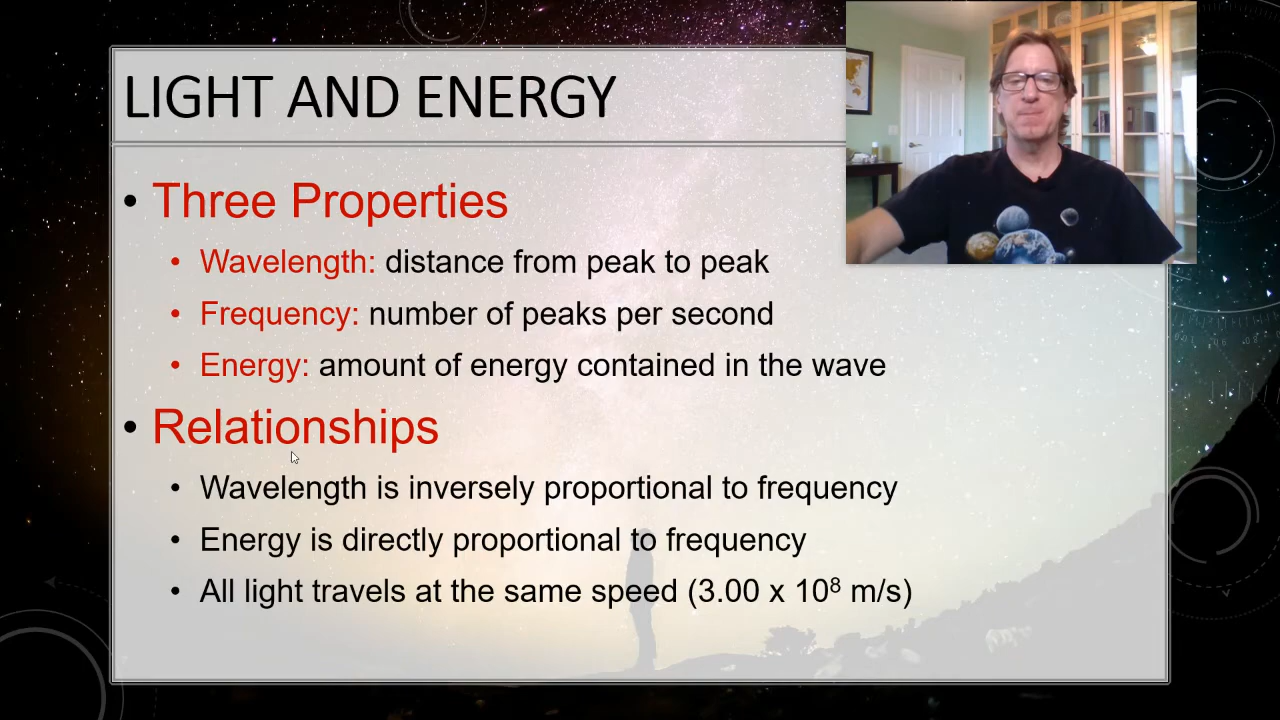 LIGHT AND ENERGY
• Three Properties
• Wavelength: distance from peak to peak
• Frequency: number of peaks per second
• Energy: amount of energy contained in the wave
• Relationships
• Wavelength is inversely proportional to frequency
• Energy is directly proportional to frequency
• All light travels at the same speed (3.00 x 10⁸ m/s)